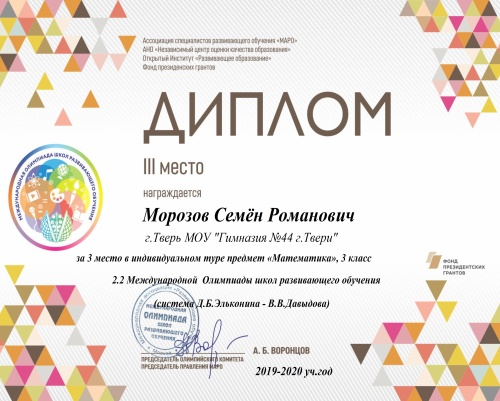 Ассоциация специалистов развивающего обучения «МАРО»
АНО «Независимый центр оценки качества образования»
Открытый Институт «Развивающее образование»
Фонд президентских грантов
ДИПЛОМ
III место
награждается
МЕЖДУНАРОДНАЯ ОЛИМПИАДА ШКОЛ РАЗВИВАЮЩЕГО ОБУЧЕНИЯ
Морозов Семён Романович
г.Тверь МОУ "Гимназия №44 г.Твери"
за 3 место в индивидуальном туре предмет «Математика», 3 класс
ФОНД
ПРЕЗИДЕНТСКИХ
ГРАНТОВ
2.2 Международной Олимпиады школ развивающего обучения
(система Д.Б.Эльконина - В.В.Давыдова)
ОЛИМПИАДА
ШКОЛ
РАЗВИВАЮЩЕГО
ОБУЧЕНИЯ
А. Б. ВОРОНЦОВ
ПРЕДСЕДАТЕЛЬ ОЛИМПИЙСКОГО КОМИТЕТА
ПРЕДСЕДАТЕЛЬ ПРАВЛЕНИЯ МАРО
2019-2020 уч.год